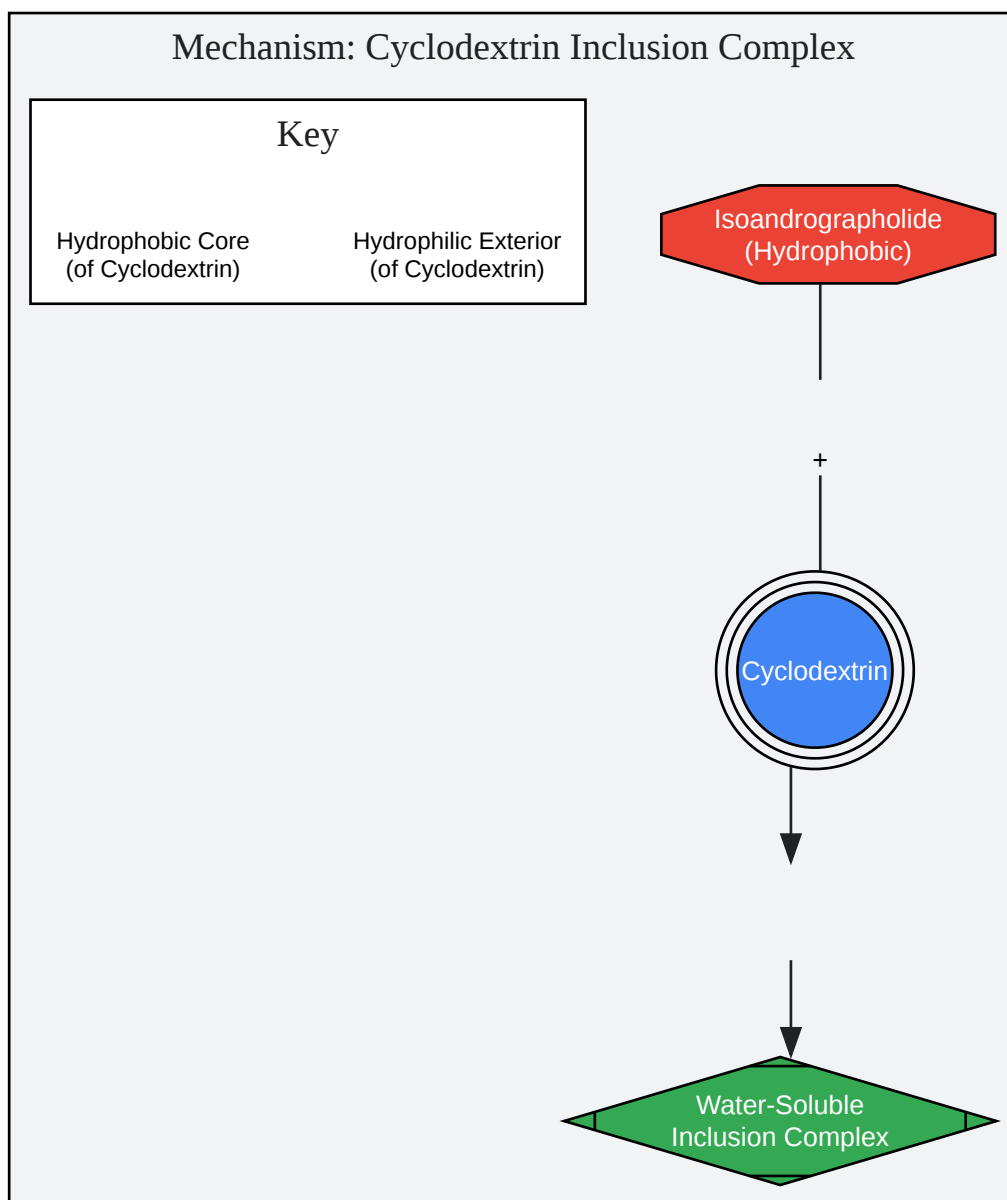 Mechanism: Cyclodextrin Inclusion Complex
Key
Hydrophobic Core
(of Cyclodextrin)
Hydrophilic Exterior
(of Cyclodextrin)
Isoandrographolide
(Hydrophobic)
+
Cyclodextrin
Water-Soluble
Inclusion Complex